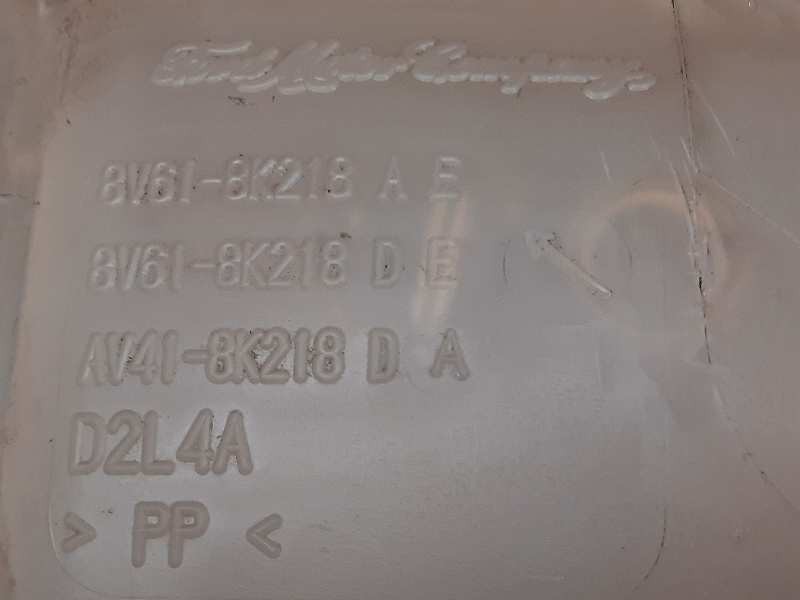 Ford Motor Company.
8V61-8K218 A E
8V61-8K218 D E
AV41-8K218 D A
D2L4A
> PP <